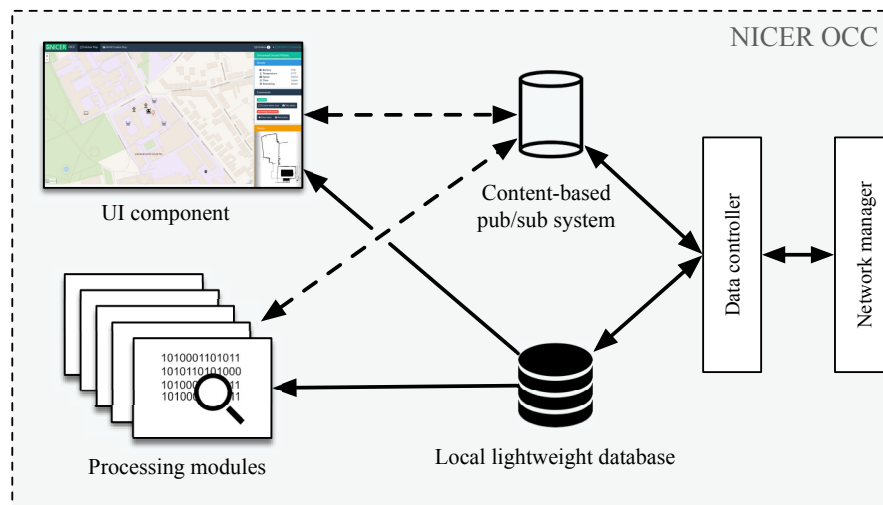 NICER OCC
NICER
UI component
Content-based
pub/sub system
Data controller
Network manager
1010001101011
1010110101000
Processing modules
Local lightweight database